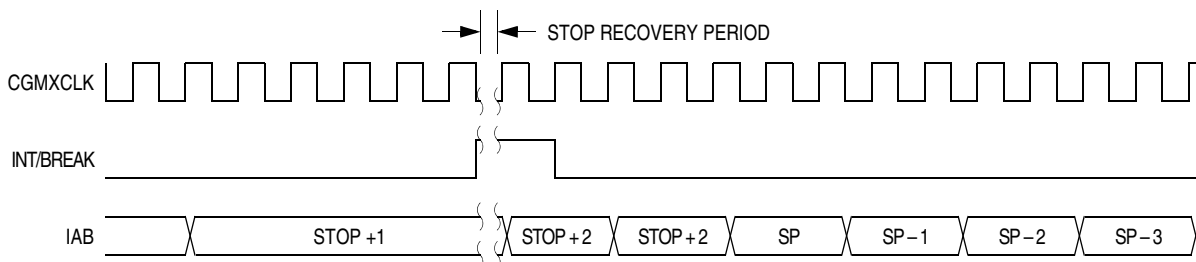 STOP RECOVERY PERIOD
CGMXCLK
INT/BREAK
IAB STOP +1 STOP + 2 STOP + 2 SP SP – 1 SP – 2 SP – 3